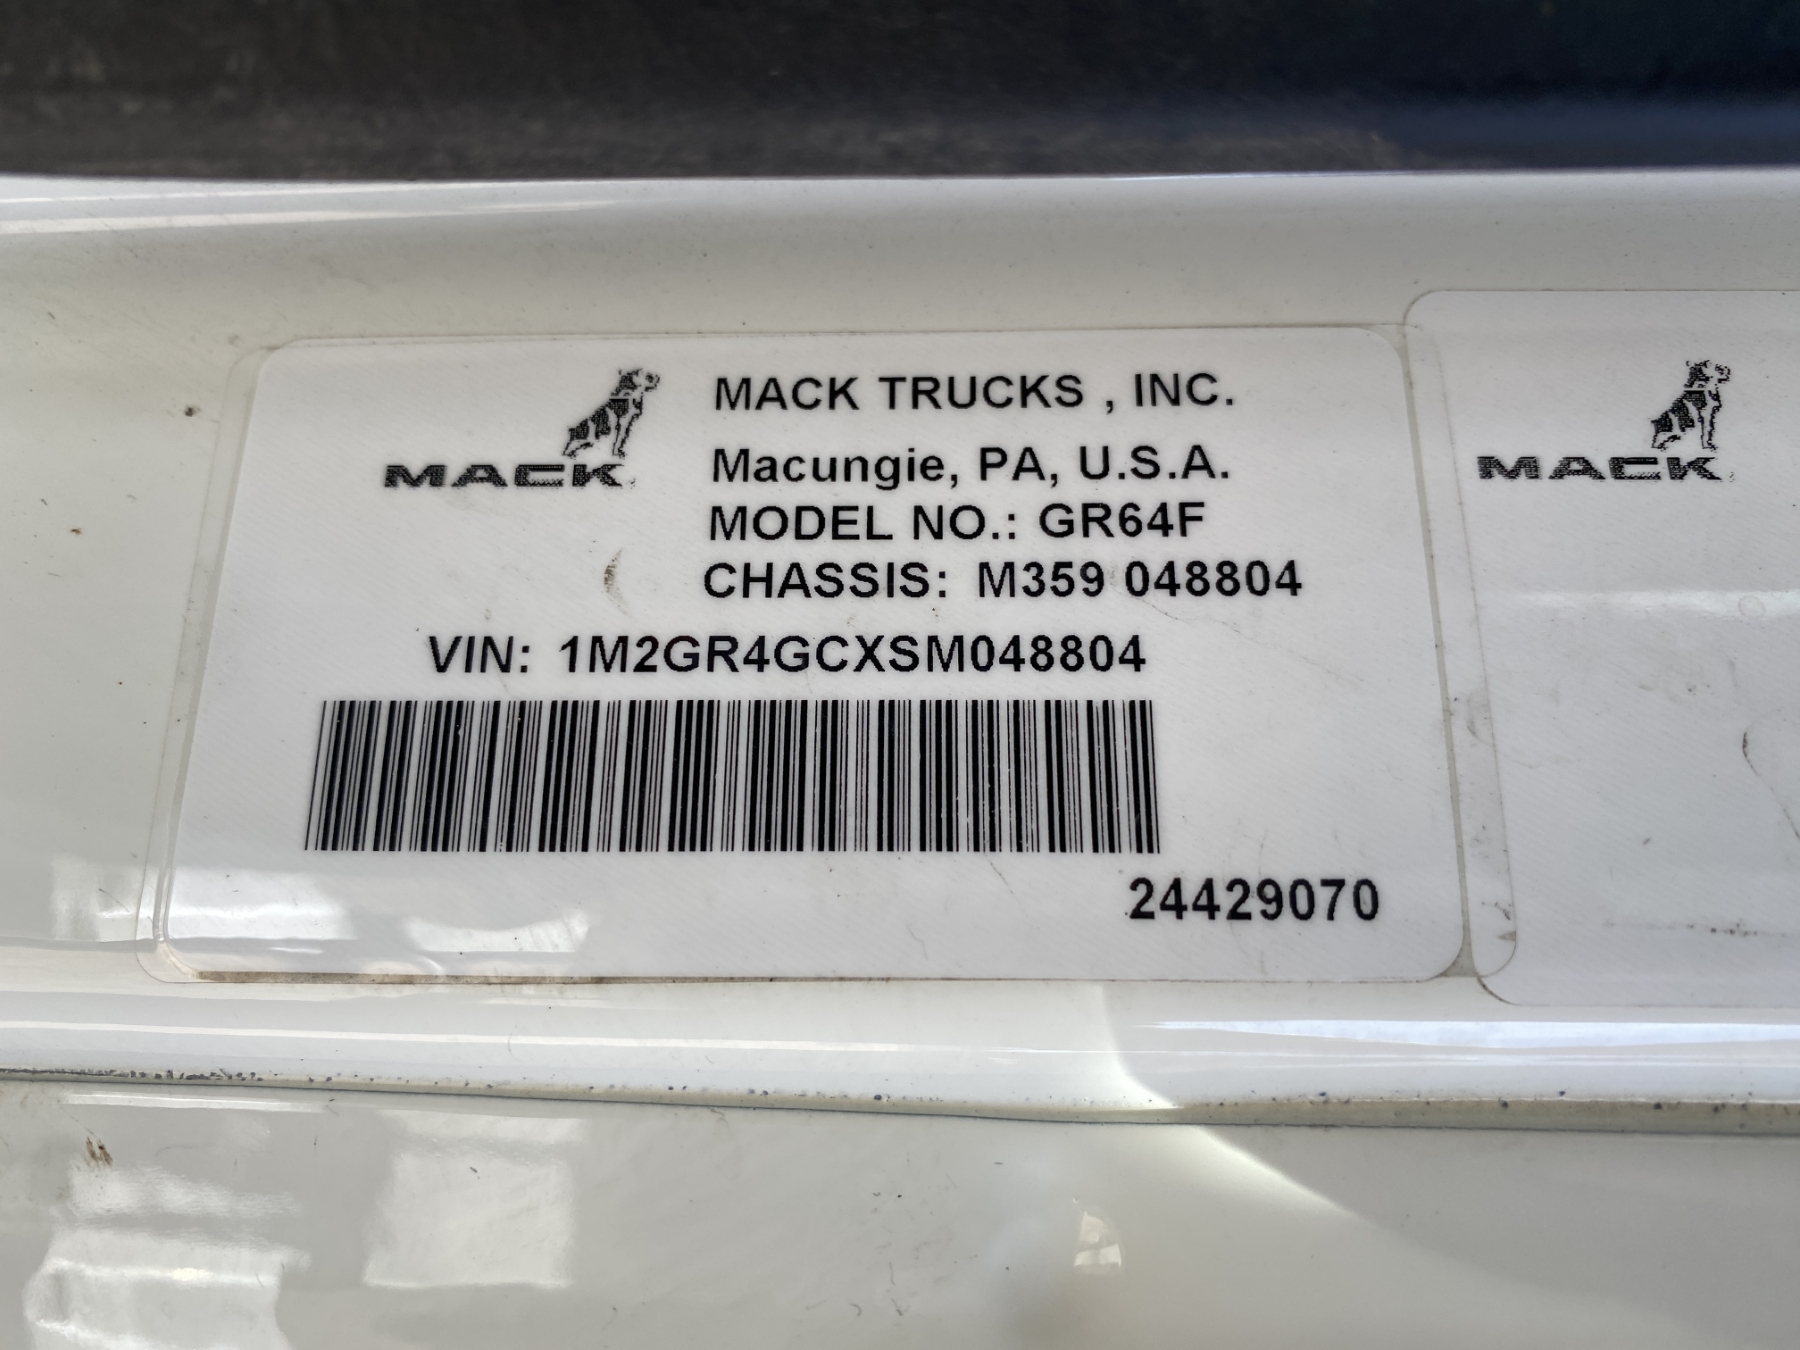 MACK
MACK TRUCKS , INC.
Macungie, PA, U.S.A.
MODEL NO.: GR64F
CHASSIS: M359 048804
VIN: 1M2GR4GCXSM048804
24429070
MACK